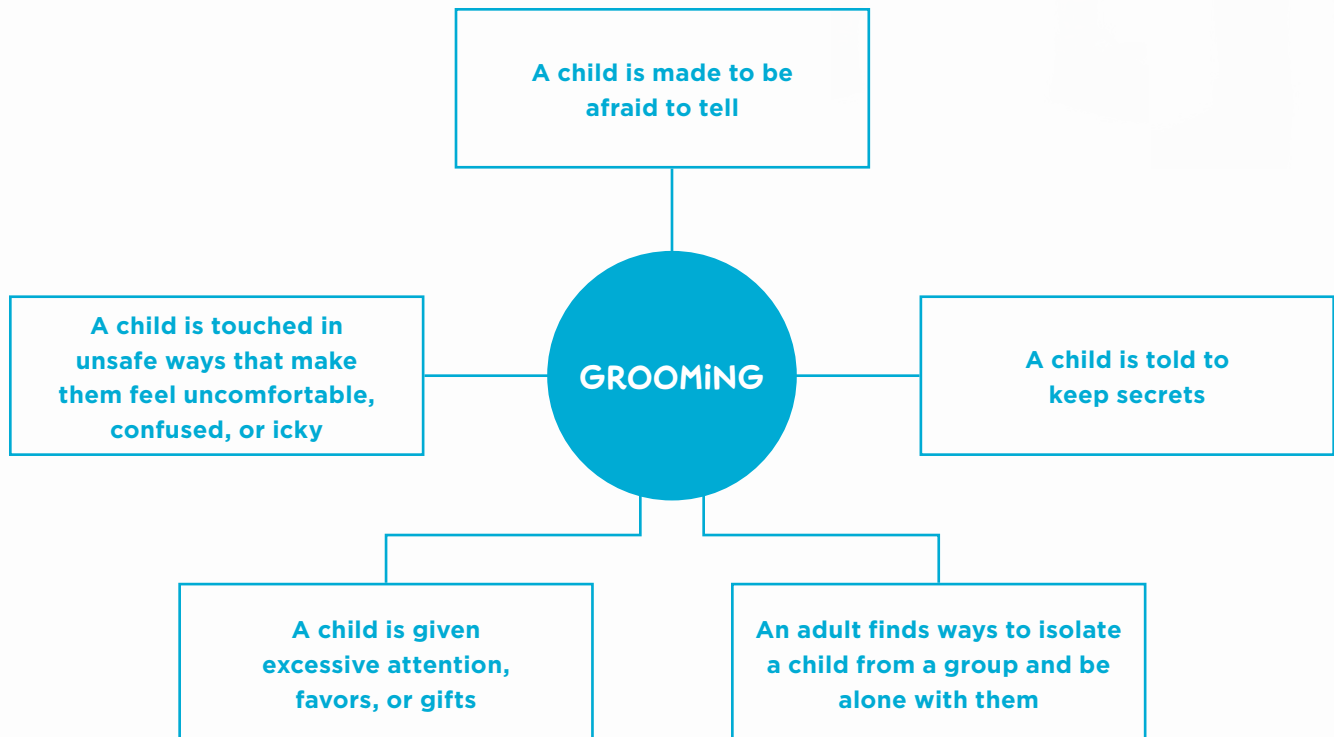 A child is made to be
afraid to tell
A child is touched in
unsafe ways that make
them feel uncomfortable,
confused, or icky
GROOMiNG
A child is told to
keep secrets
A child is given
excessive attention,
favors, or gifts
An adult finds ways to isolate
a child from a group and be
alone with them